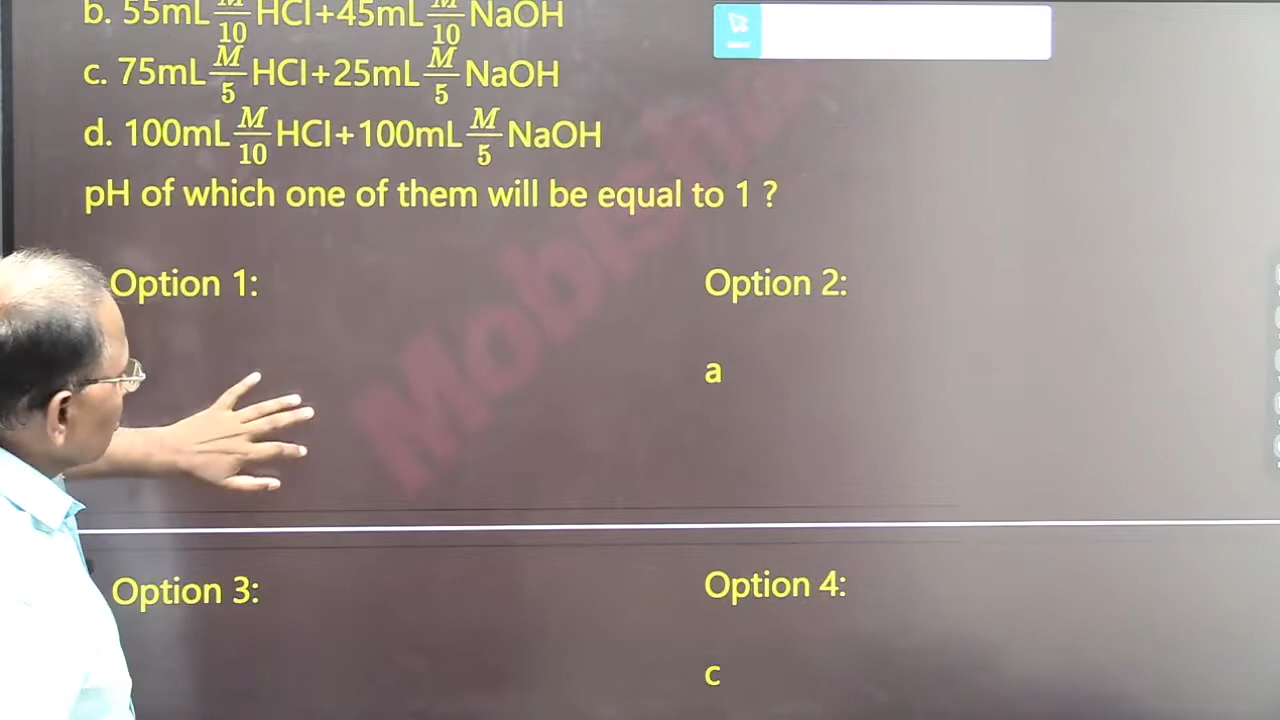 b. 55mL M/10 HCl+45mL M/10 NaOH
c. 75mL M/5 HCl+25mL M/5 NaOH
d. 100mL M/10 HCl+100mL M/5 NaOH
pH of which one of them will be equal to 1 ?
Option 1:
Option 2:
a
Option 3:
Option 4:
c